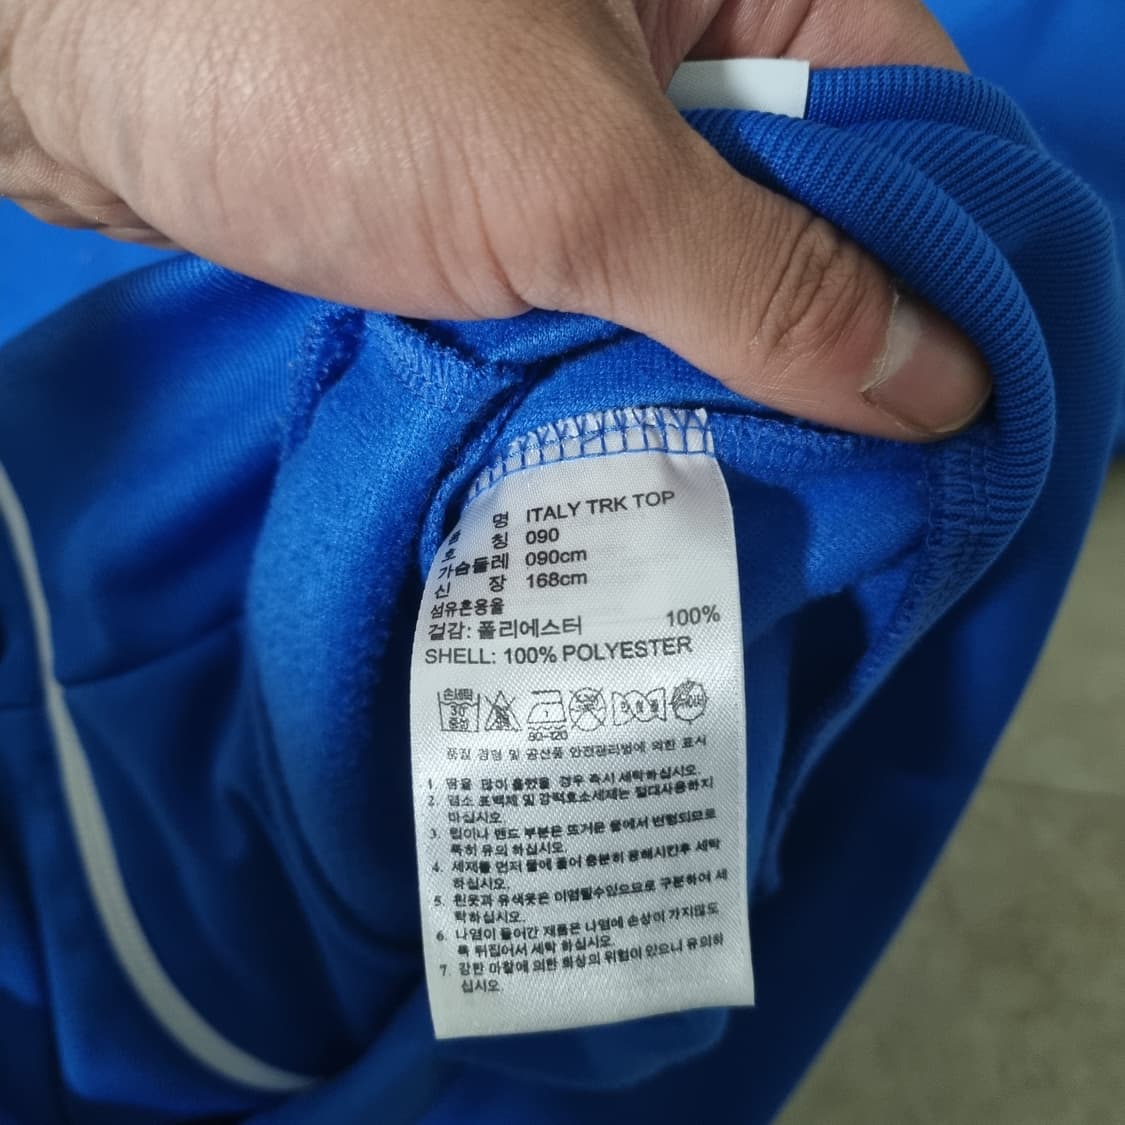 품 명 ITALY TRK TOP
호 칭 090
가슴둘레 090cm
신 장 168cm
섬유혼용율
겉감: 폴리에스터 100%
SHELL: 100% POLYESTER
손세탁
30
중성
80-120
품질 경영 및 공산품 안전관리법에 의한 표시
1 땀을 많이 흘렸을 경우 즉시 세탁하십시오.
2. 염소 표백제 및 강력효소세제는 절대사용하지
마십시오.
3. 립이나 밴드 부분은 뜨거운 물에서 변형되므로
특히 유의 하십시오.
4. 세제를 먼저 물에 풀어 충분히 용해시킨후 세탁
하십시오.
5. 흰옷과 유색옷은 이염될수있으므로 구분하여 세
탁하십시오.
6. 나염이 들어간 제품은 나염에 손상이 가지않도
록 뒤집어서 세탁 하십시오.
7. 강한 마찰에 의한 화상의 위험이 있으니 유의하
십시오.